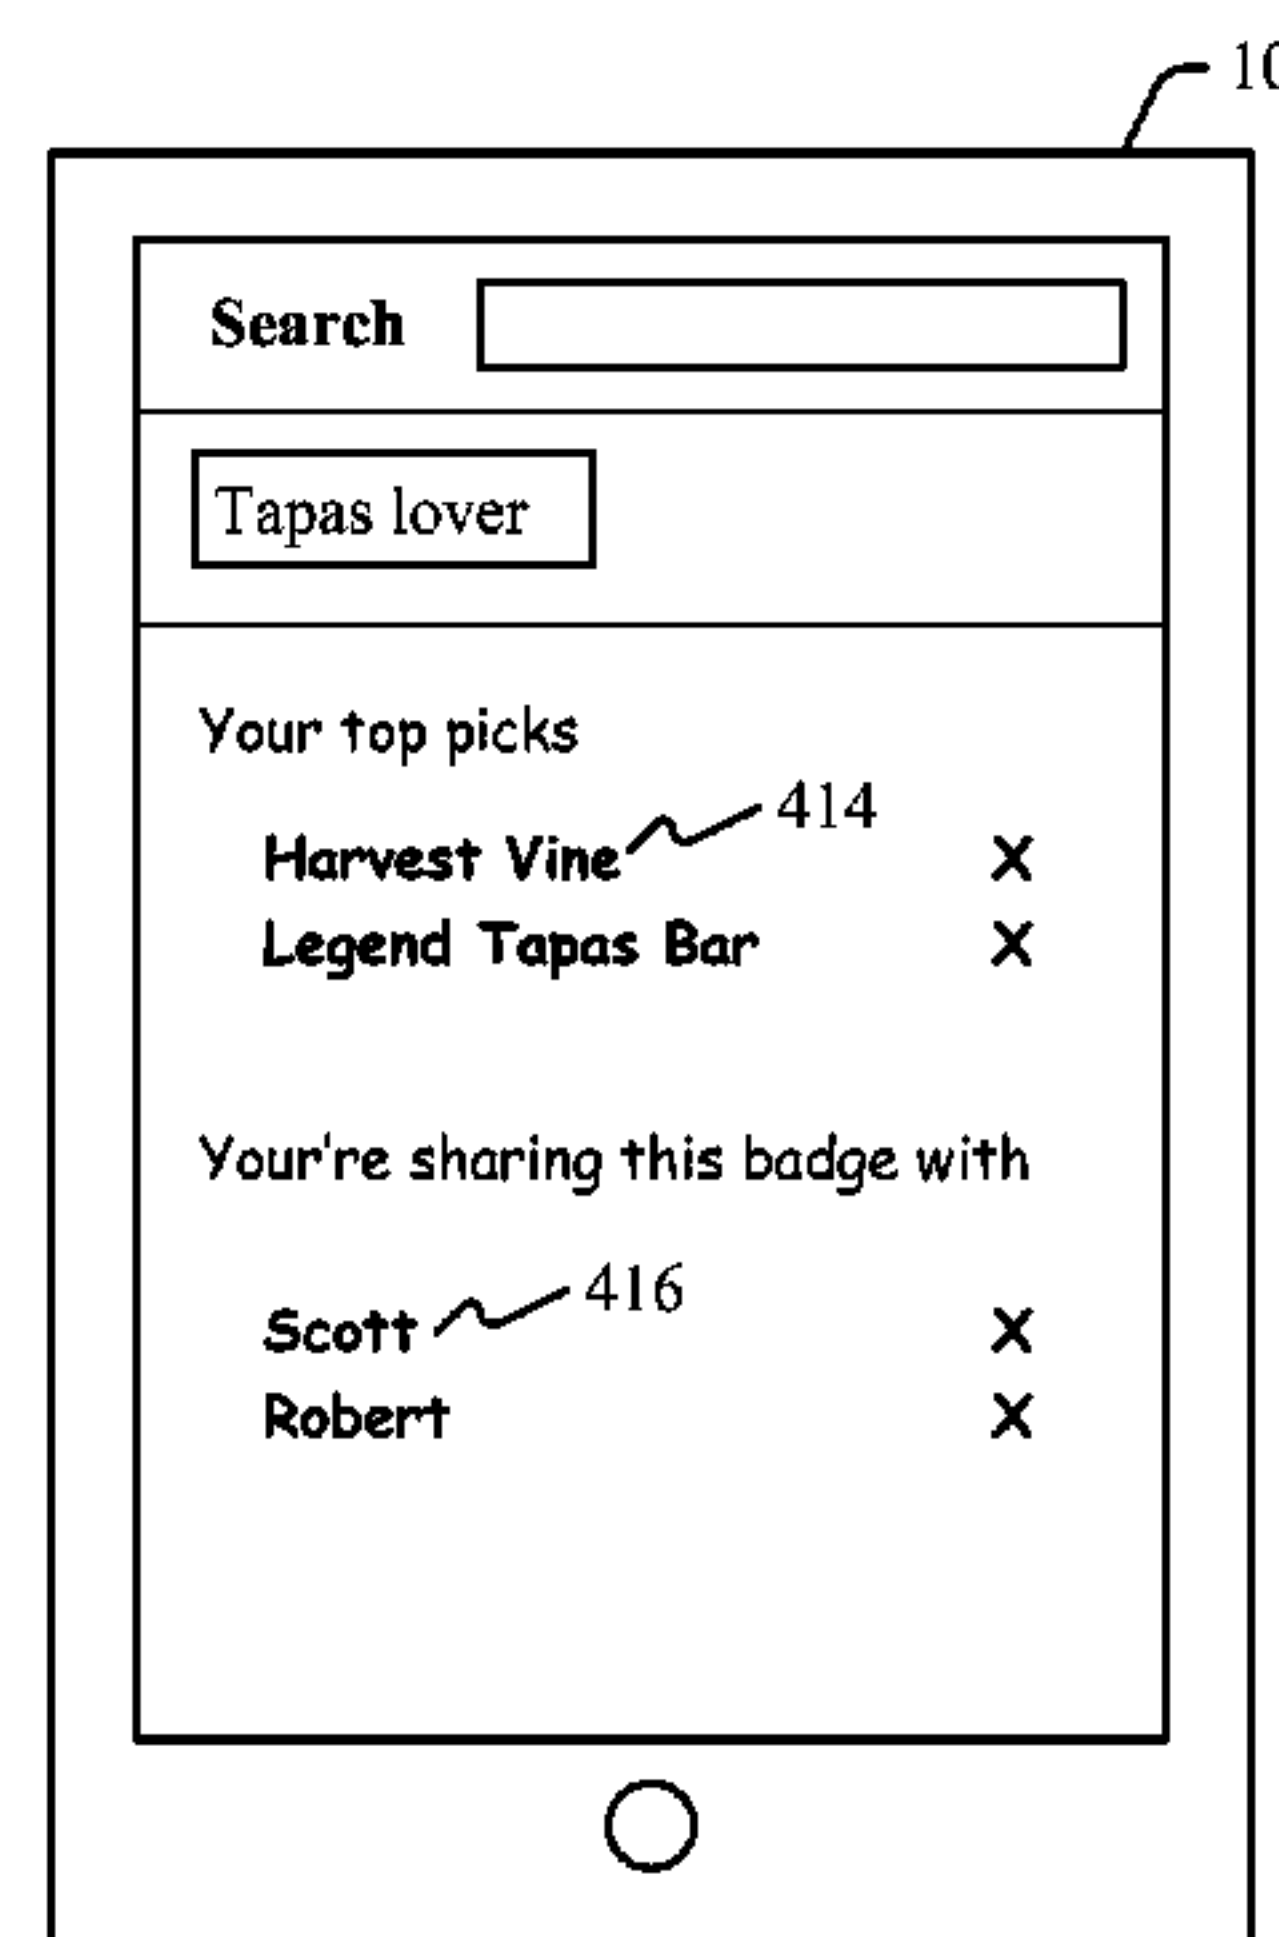 10
Search
Tapas lover
Your top picks
414
Harvest Vine X
Legend Tapas Bar X
Your're sharing this badge with
416
Scott X
Robert X